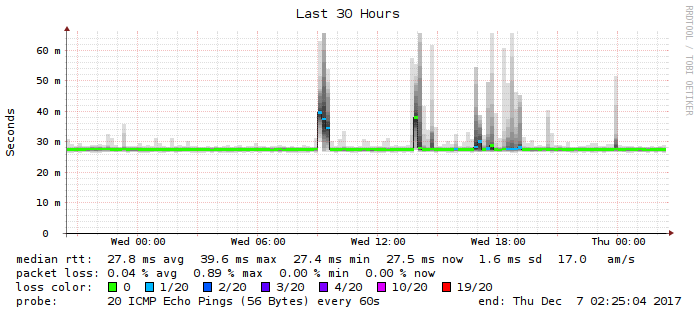 Last 30 Hours
RRDTOOL / TOBI OETIKER
Seconds
60 m
50 m
40 m
30 m
20 m
10 m
0
Wed 00:00 Wed 06:00 Wed 12:00 Wed 18:00 Thu 00:00
median rtt: 27.8 ms avg 39.6 ms max 27.4 ms min 27.5 ms now 1.6 ms sd 17.0 am/s
packet loss: 0.04 % avg 0.89 % max 0.00 % min 0.00 % now
loss color: 0 1/20 2/20 3/20 4/20 10/20 19/20
probe: 20 ICMP Echo Pings (56 Bytes) every 60s end: Thu Dec 7 02:25:04 2017